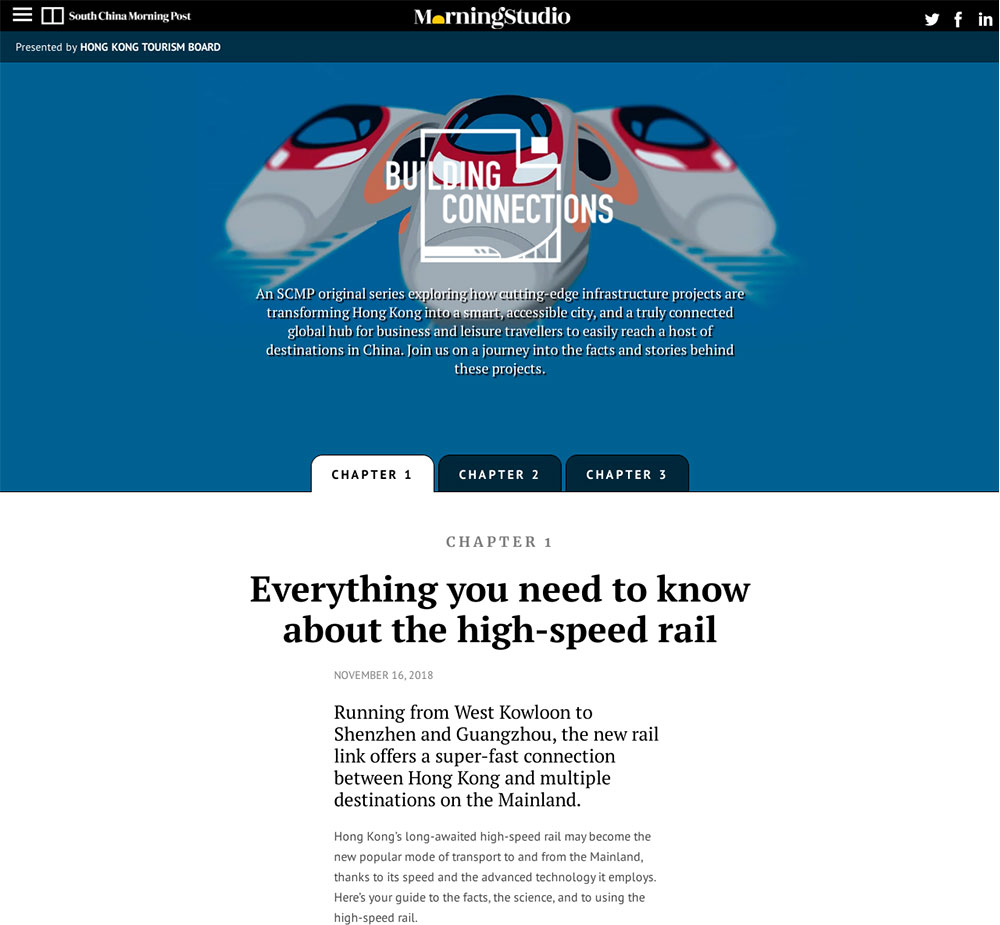 South China Morning Post
MorningStudio
Presented by HONG KONG TOURISM BOARD
BUILDING
CONNECTIONS
An SCMP original series exploring how cutting-edge infrastructure projects are
transforming Hong Kong into a smart, accessible city, and a truly connected
global hub for business and leisure travellers to easily reach a host of
destinations in China. Join us on a journey into the facts and stories behind
these projects.
CHAPTER 1
CHAPTER 2
CHAPTER 3
CHAPTER 1
Everything you need to know
about the high-speed rail
NOVEMBER 16, 2018
Running from West Kowloon to
Shenzhen and Guangzhou, the new rail
link offers a super-fast connection
between Hong Kong and multiple
destinations on the Mainland.
Hong Kong's long-awaited high-speed rail may become the
new popular mode of transport to and from the Mainland,
thanks to its speed and the advanced technology it employs.
Here's your guide to the facts, the science, and to using the
high-speed rail.